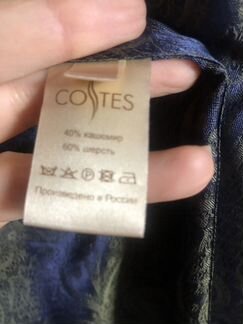 COSTES
40% кашемир
60% шерсть
Произведено в России